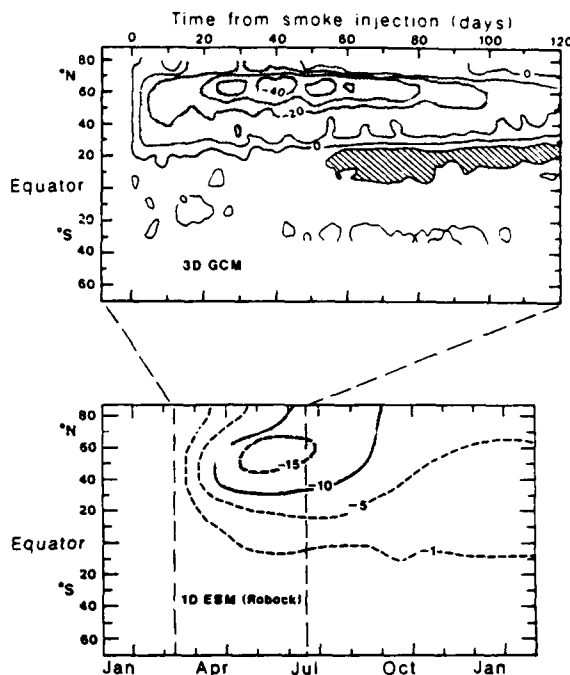 Time from smoke injection (days)
0 20 40 60 80 100 120
80
°N
60
40
20
Equator
20
°S
40
60
0
-40
-20
0
3D GCM
80
°N
60
40
20
Equator
20
°S
40
60
-15
-10
-5
-1
1D EBM (Robock)
Jan Apr Jul Oct Jan